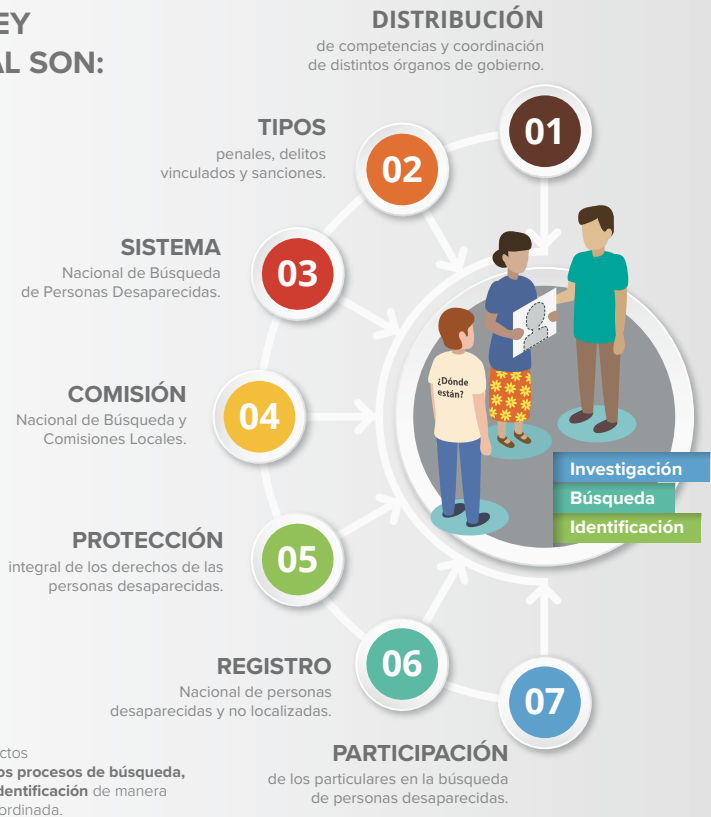 EY
AL SON:
DISTRIBUCIÓN
de competencias y coordinación
de distintos órganos de gobierno.
01
TIPOS
penales, delitos
vinculados y sanciones.
02
SISTEMA
Nacional de Búsqueda
de Personas Desaparecidas.
03
COMISIÓN
Nacional de Búsqueda y
Comisiones Locales.
04
PROTECCIÓN
integral de los derechos de las
personas desaparecidas.
05
REGISTRO
Nacional de personas
desaparecidas y no localizadas.
06
PARTICIPACIÓN
de los particulares en la búsqueda
de personas desaparecidas.
07
¿Dónde
están?
Investigación
Búsqueda
Identificación
ctos
os procesos de búsqueda,
dentificación de manera
ordinada.